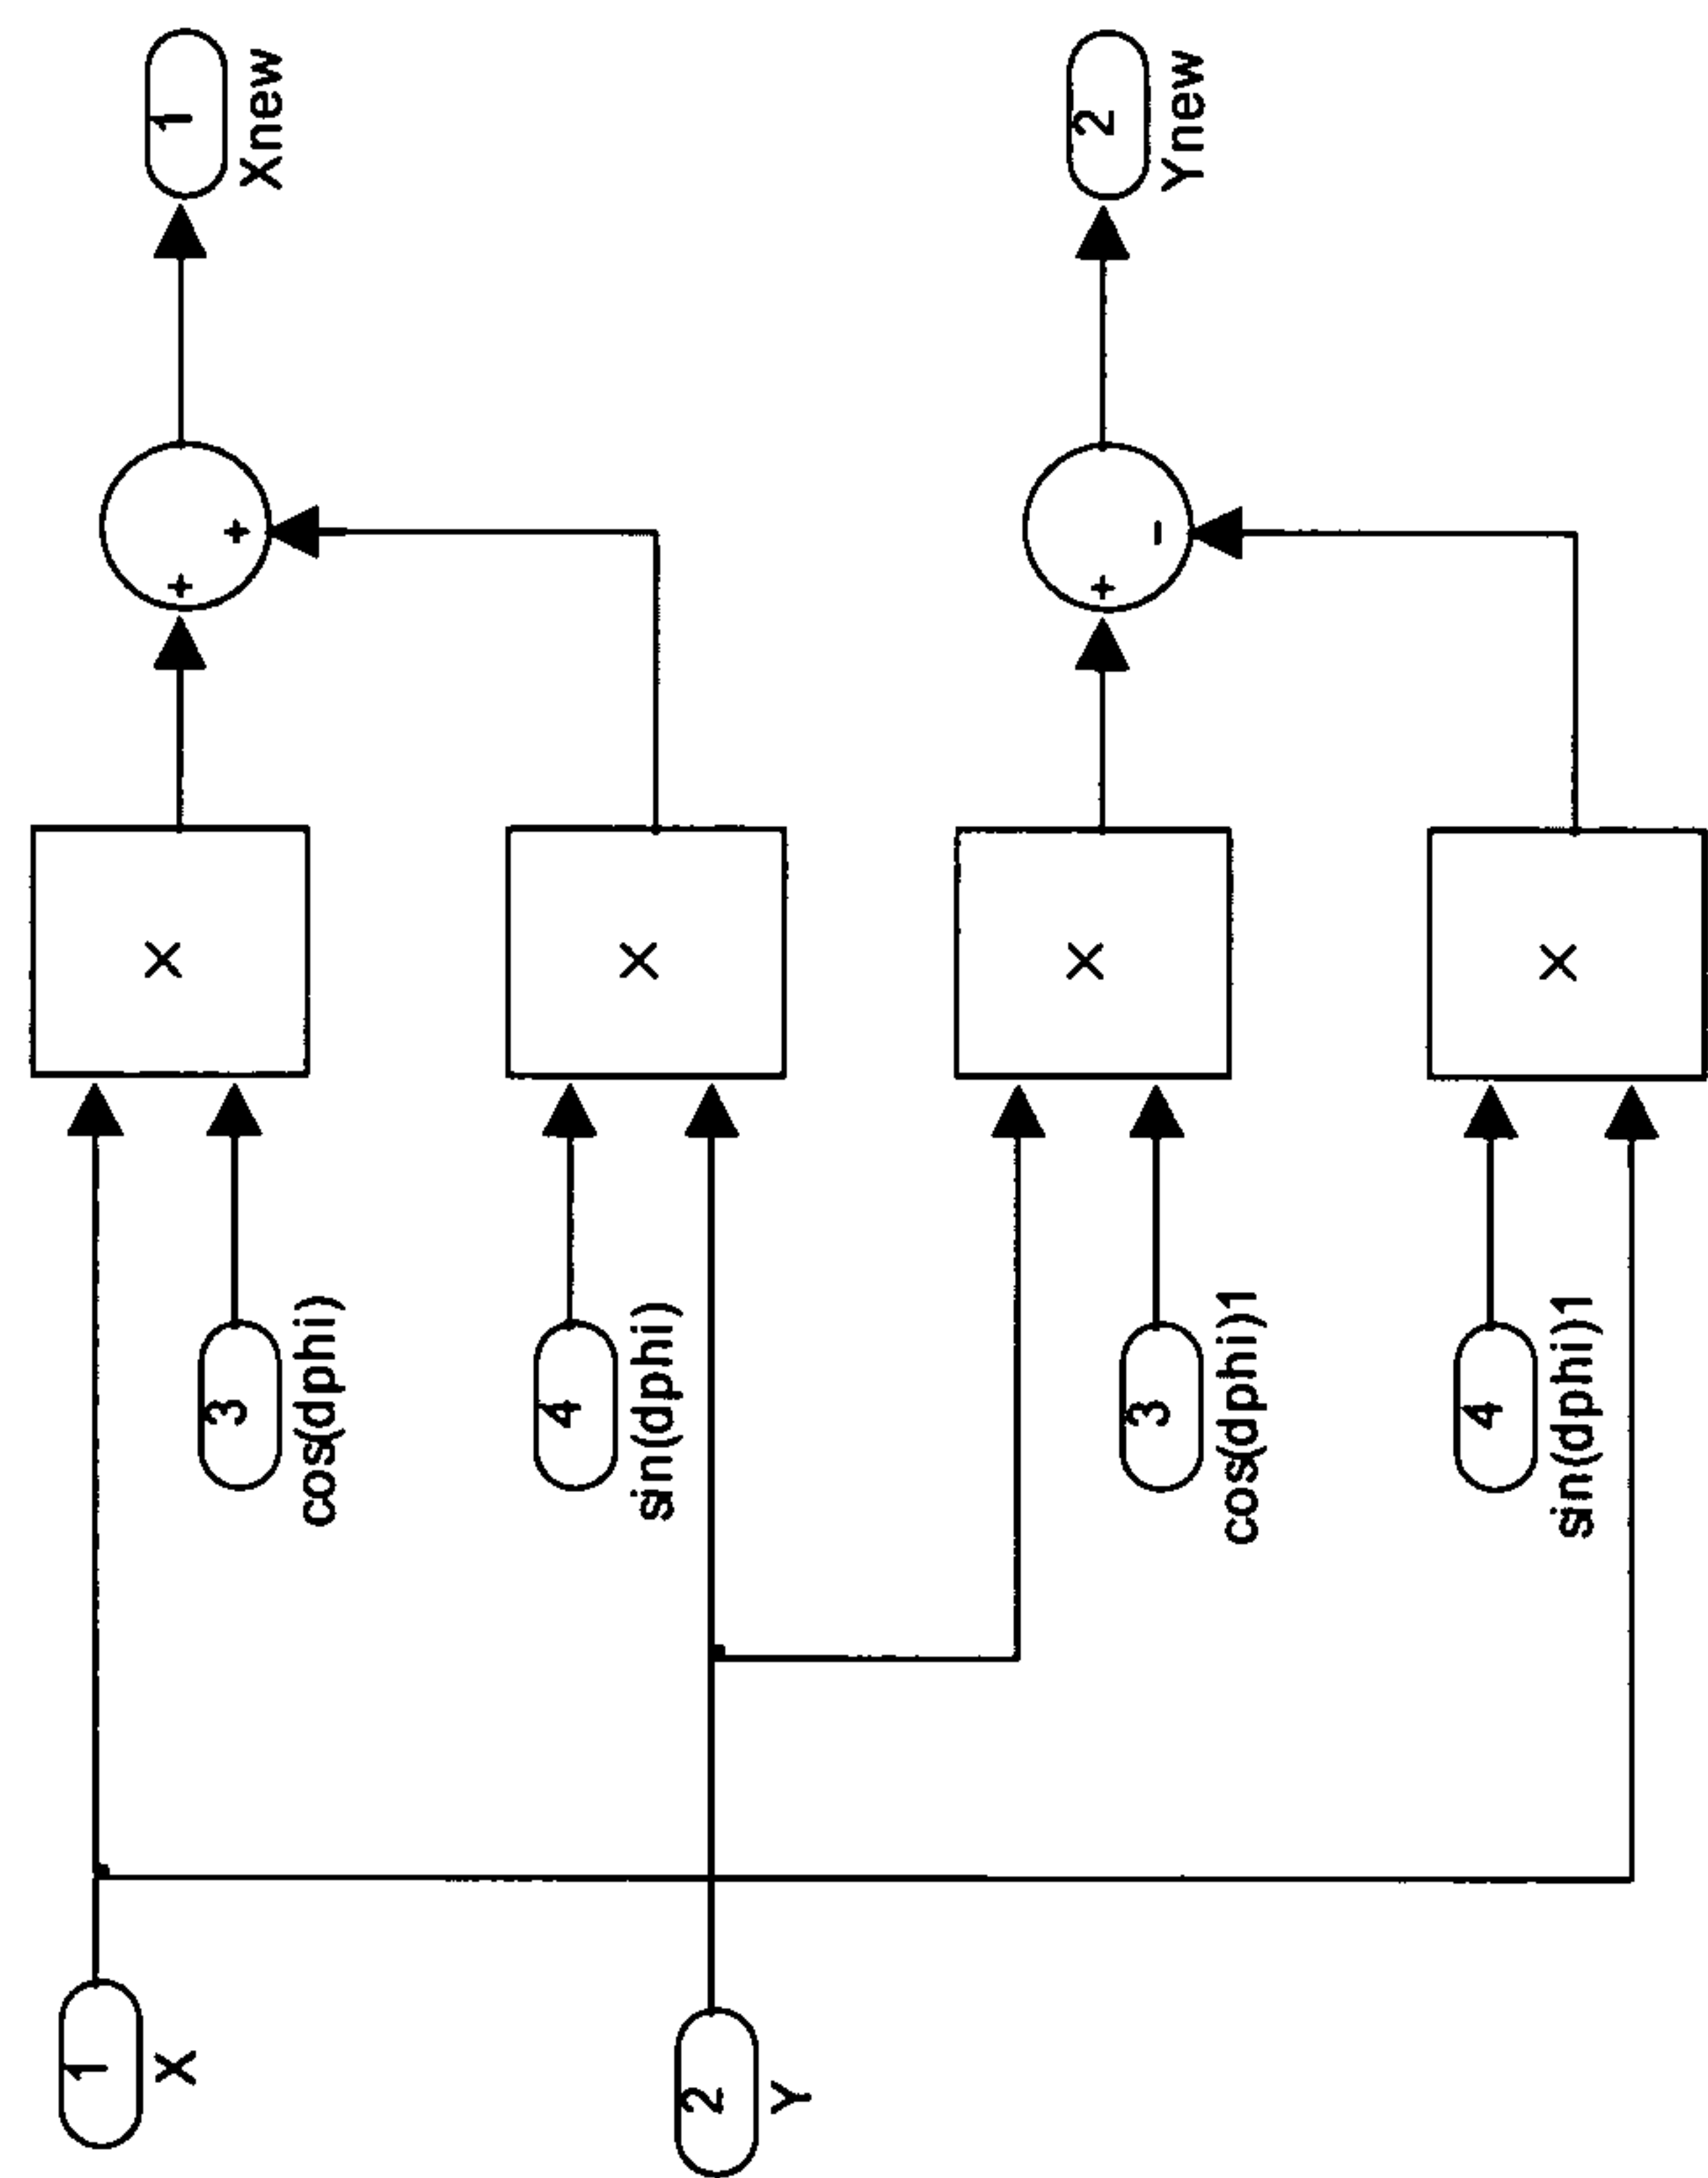 1
X
2
Y
3
cos(dphi)
4
sin(dphi)
3
cos(dphi)1
4
sin(dphi)1
×
×
×
×
+
+
+
-
1
Xnew
2
Ynew